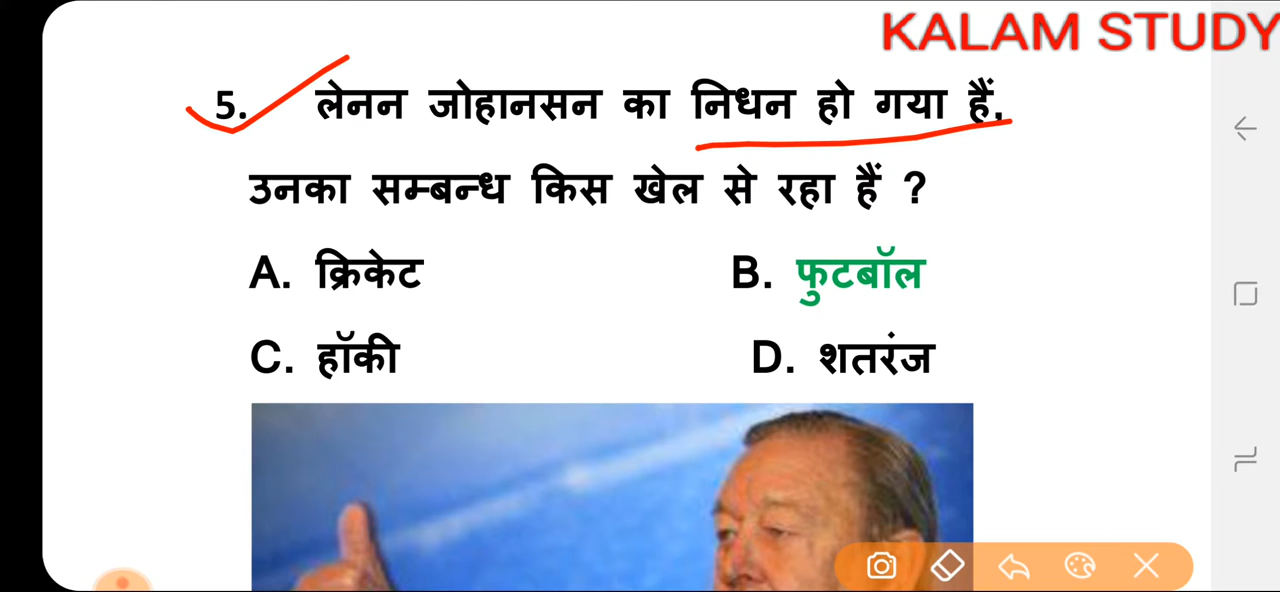 KALAM STUDY
5. लेनन जोहानसन का निधन हो गया हैं,
उनका सम्बन्ध किस खेल से रहा हैं ?
A. क्रिकेट B. फुटबॉल
C. हॉकी D. शतरंज